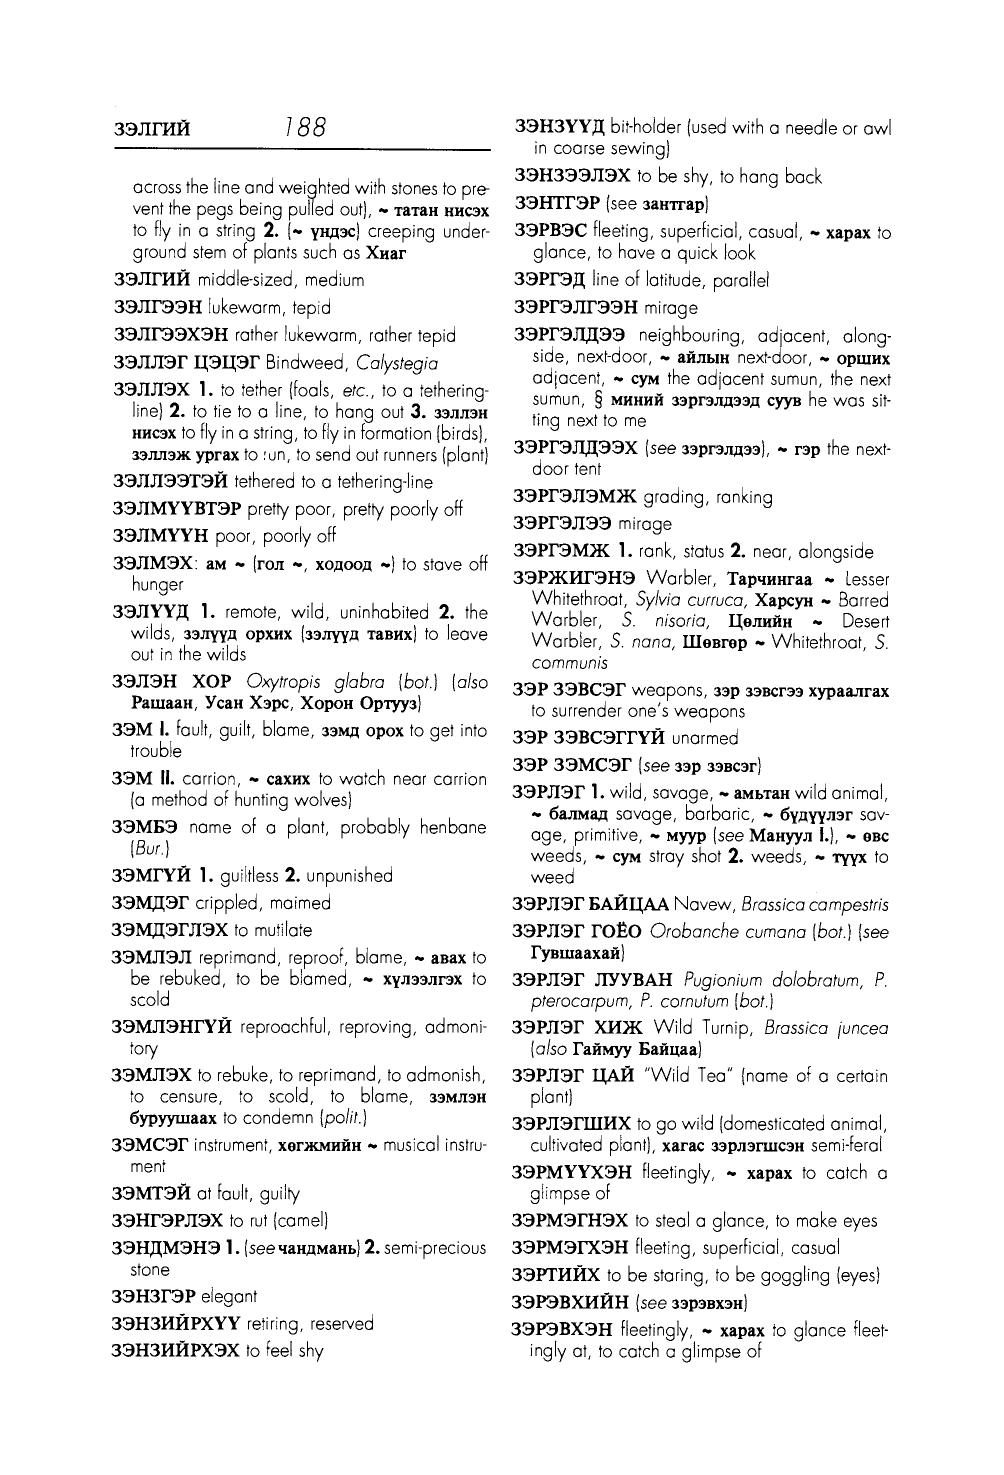 ЗЭЛГИЙ 188
across the line and weighted with stones to pre-
vent the pegs being pulled out), ~ татан нисэх
to fly in a string 2. (~ үндэс) creeping under-
ground stem of plants such as Хиаг
ЗЭЛГИЙ middle-sized, medium
ЗЭЛГЭЭН lukewarm, tepid
ЗЭЛГЭЭХЭН rather lukewarm, rather tepid
ЗЭЛЛЭГ ЦЭЦЭГ Bindweed, Calystegia
ЗЭЛЛЭХ 1. to tether (foals, etc., to a tethering-
line) 2. to tie to a line, to hang out 3. зэллэн
нисэх to fly in a string, to fly in formation (birds),
зэллэж ургах to run, to send out runners (plant)
ЗЭЛЛЭЭТЭЙ tethered to a tethering-line
ЗЭЛМҮҮВТЭР pretty poor, pretty poorly off
ЗЭЛМҮҮН poor, poorly off
ЗЭЛМЭХ: ам ~ (гол ~, ходоод ~) to stave off
hunger
ЗЭЛҮҮД 1. remote, wild, uninhabited 2. the
wilds, зэлүүд орхих (зэлүүд тавих) to leave
out in the wilds
ЗЭЛЭН ХОР Oxytropis glabra (bot.) (also
Рашаан, Усан Хэрс, Хорон Ортууз)
ЗЭМ I. fault, guilt, blame, зэмд орох to get into
trouble
ЗЭМ II. carrion, ~ сахих to watch near carrion
(a method of hunting wolves)
ЗЭМБЭ name of a plant, probably henbane
(Bur.)
ЗЭМГҮЙ 1. guiltless 2. unpunished
ЗЭМДЭГ crippled, maimed
ЗЭМДЭГЛЭХ to mutilate
ЗЭМЛЭЛ reprimand, reproof, blame, ~ авах to
be rebuked, to be blamed, ~ хүлээлгэх to
scold
ЗЭМЛЭНГҮЙ reproachful, reproving, admoni-
tory
ЗЭМЛЭХ to rebuke, to reprimand, to admonish,
to censure, to scold, to blame, зэмлэн
буруушаах to condemn (polit.)
ЗЭМСЭГ instrument, хөгжмийн ~ musical instru-
ment
ЗЭМТЭЙ at fault, guilty
ЗЭНГЭРЛЭХ to rut (camel)
ЗЭНДМЭНЭ 1. (see чандмань) 2. semi-precious
stone
ЗЭНЗГЭР elegant
ЗЭНЗИЙРХҮҮ retiring, reserved
ЗЭНЗИЙРХЭХ to feel shy
ЗЭНЗҮҮД bit-holder (used with a needle or awl
in coarse sewing)
ЗЭНЗЭЭЛЭХ to be shy, to hang back
ЗЭНТГЭР (see зантгар)
ЗЭРВЭС fleeting, superficial, casual, ~ харах to
glance, to have a quick look
ЗЭРГЭД line of latitude, parallel
ЗЭРГЭЛГЭЭН mirage
ЗЭРГЭЛДЭЭ neighbouring, adjacent, along-
side, next-door, ~ айлын next-door, ~ орших
adjacent, ~ сум the adjacent sumun, the next
sumun, § миний зэргэлдээд суув he was sit-
ting next to me
ЗЭРГЭЛДЭЭХ (see зэргэлдээ), ~ гэр the next-
door tent
ЗЭРГЭЛЭМЖ grading, ranking
ЗЭРГЭЛЭЭ mirage
ЗЭРГЭМЖ 1. rank, status 2. near, alongside
ЗЭРЖИГЭНЭ Warbler, Тарчингаа ~ Lesser
Whitethroat, Sylvia curruca, Харсун ~ Barred
Warbler, S. nisoria, Цөлийн ~ Desert
Warbler, S. nana, Шөвгөр ~ Whitethroat, S.
communis
ЗЭР ЗЭВСЭГ weapons, зэр зэвсгээ хураалгах
to surrender one's weapons
ЗЭР ЗЭВСЭГГҮЙ unarmed
ЗЭР ЗЭМСЭГ (see зэр зэвсэг)
ЗЭРЛЭГ 1. wild, savage, ~ амьтан wild animal,
~ балмад savage, barbaric, ~ бүдүүлэг sav-
age, primitive, ~ муур (see Мануул I.), ~ өвс
weeds, ~ сум stray shot 2. weeds, ~ түүх to
weed
ЗЭРЛЭГ БАЙЦАА Navew, Brassica campestris
ЗЭРЛЭГ ГОЁО Orobanche cumana (bot.) (see
Гувшаахай)
ЗЭРЛЭГ ЛУУВАН Pugionium dolobratum, P.
pterocarpum, P. cornutum (bot.)
ЗЭРЛЭГ ХИЖ Wild Turnip, Brassica juncea
(also Гаймуу Байцаа)
ЗЭРЛЭГ ЦАЙ "Wild Tea" (name of a certain
plant)
ЗЭРЛЭГШИХ to go wild (domesticated animal,
cultivated plant), хагас зэрлэгшсэн semi-feral
ЗЭРМҮҮХЭН fleetingly, ~ харах to catch a
glimpse of
ЗЭРМЭГНЭХ to steal a glance, to make eyes
ЗЭРМЭГХЭН fleeting, superficial, casual
ЗЭРТИЙХ to be staring, to be goggling (eyes)
ЗЭРЭВХИЙН (see зэрэвхэн)
ЗЭРЭВХЭН fleetingly, ~ харах to glance fleet-
ingly at, to catch a glimpse of